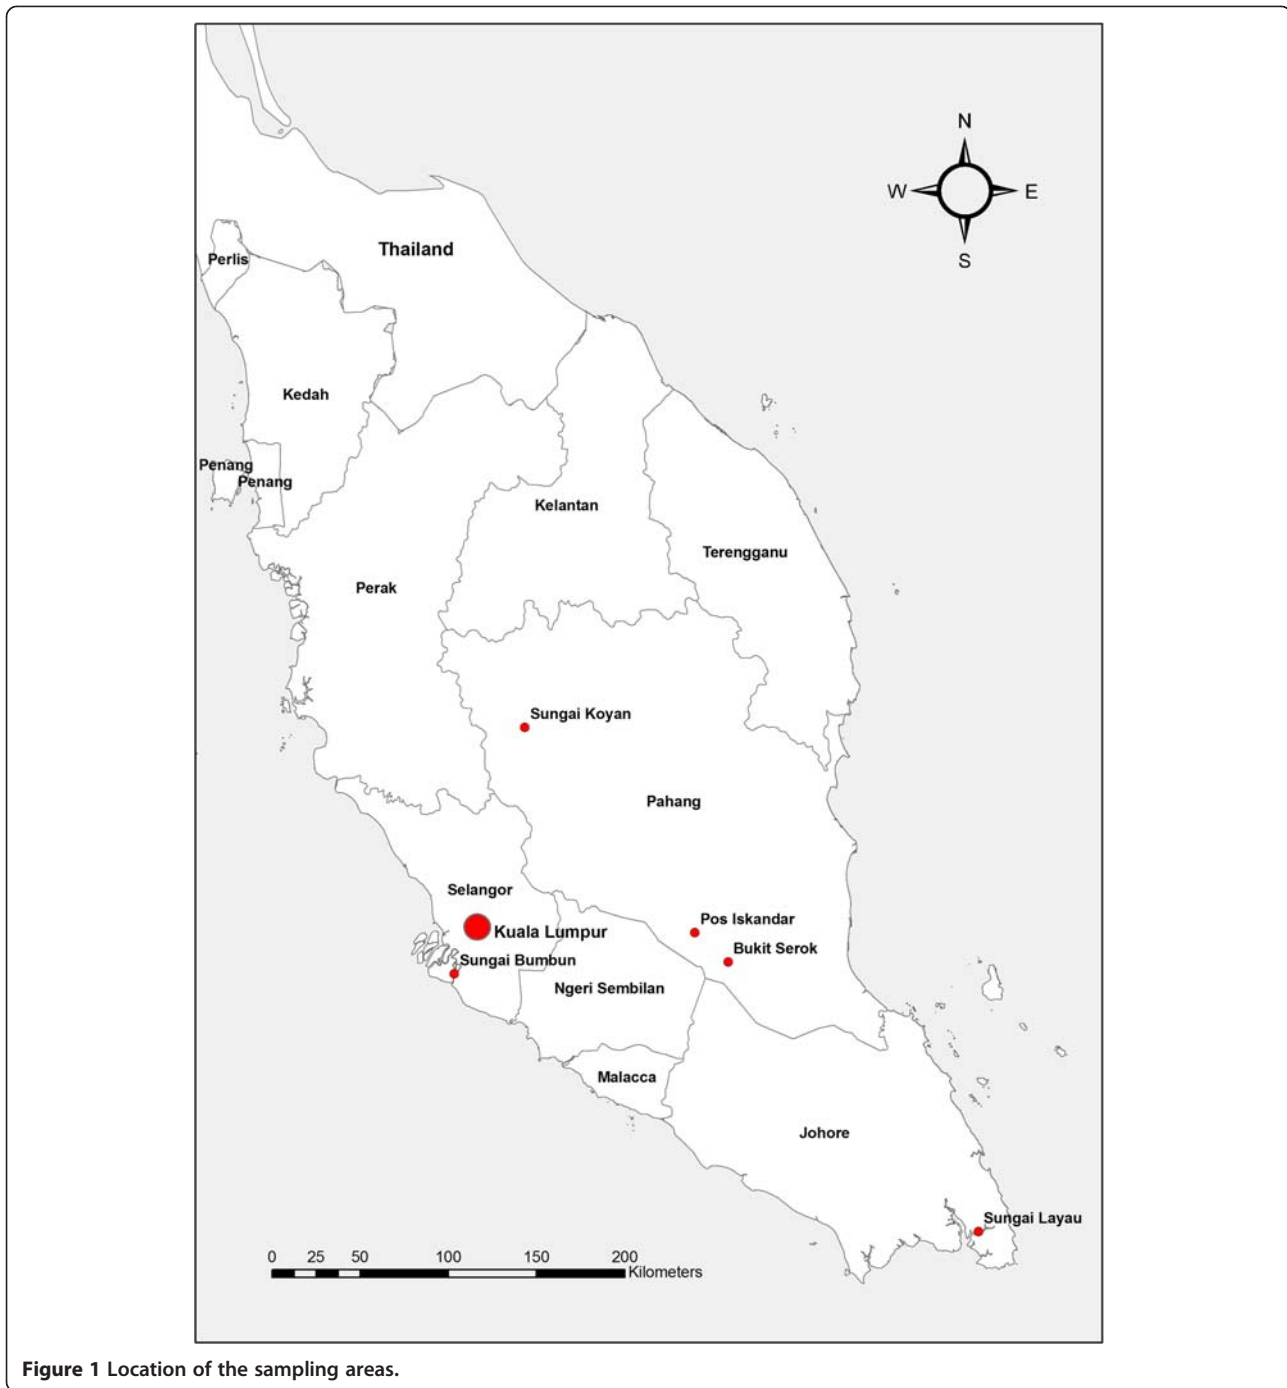 N
W E
S
Thailand
Perlis
Kedah
Penang
Penang
Kelantan
Terengganu
Perak
Sungai Koyan
Pahang
Selangor
Kuala Lumpur
Pos Iskandar
Bukit Serok
Sungai Bumbun
Ngeri Sembilan
Malacca
Johore
Sungai Layau
0 25 50 100 150 200
Kilometers
Figure 1 Location of the sampling areas.